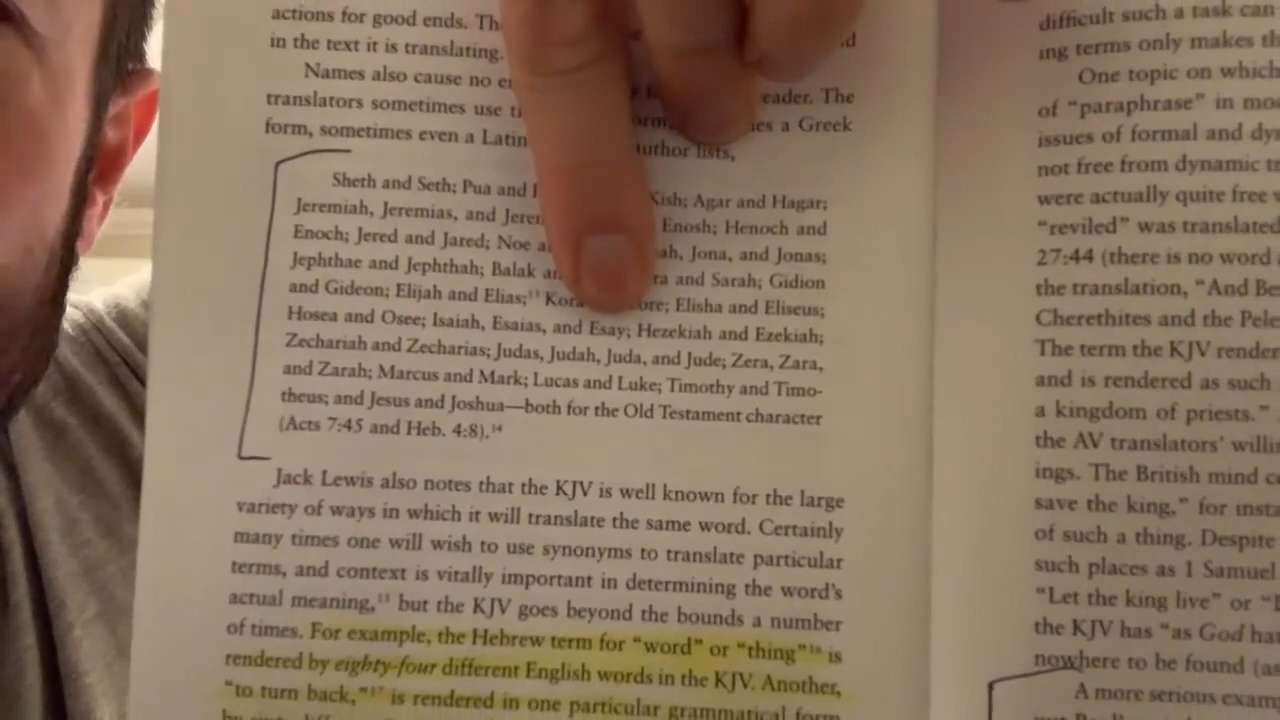 actions for good ends. Th
in the text it is translating.
Names also cause no reader. The
translators sometimes use a Greek
form, sometimes even a Latin author lists,
Sheth and Seth; Pua and Kish; Agar and Hagar;
Jeremiah, Jeremias, and Jerem Enosh; Henoch and
Enoch; Jered and Jared; Noe a ah, Jona, and Jonas;
Jephthae and Jephthah; Balak an ra and Sarah; Gidion
and Gideon; Elijah and Elias;¹³ Kora ore; Elisha and Eliseus;
Hosea and Osee; Isaiah, Esaias, and Esay; Hezekiah and Ezekiah;
Zechariah and Zecharias; Judas, Judah, Juda, and Jude; Zera, Zara,
and Zarah; Marcus and Mark; Lucas and Luke; Timothy and Timo-
theus; and Jesus and Joshua—both for the Old Testament character
(Acts 7:45 and Heb. 4:8).¹⁴
Jack Lewis also notes that the KJV is well known for the large
variety of ways in which it will translate the same word. Certainly
many times one will wish to use synonyms to translate particular
terms, and context is vitally important in determining the word's
actual meaning,¹⁵ but the KJV goes beyond the bounds a number
of times. For example, the Hebrew term for "word" or "thing"¹⁶ is
rendered by eighty-four different English words in the KJV. Another,
"to turn back,"¹⁷ is rendered in one particular grammatical form
difficult such a task can
ing terms only makes th
One topic on which
of "paraphrase" in mo
issues of formal and dyn
not free from dynamic tr
were actually quite free
"reviled" was translated
27:44 (there is no word
the translation, "And Be
Cherethites and the Pele
The term the KJV render
and is rendered as such
a kingdom of priests."
the AV translators' willi
ings. The British mind c
save the king," for insta
of such a thing. Despite
such places as 1 Samuel
"Let the king live" or
the KJV has "as God hat
nowhere to be found (as
A more serious exam